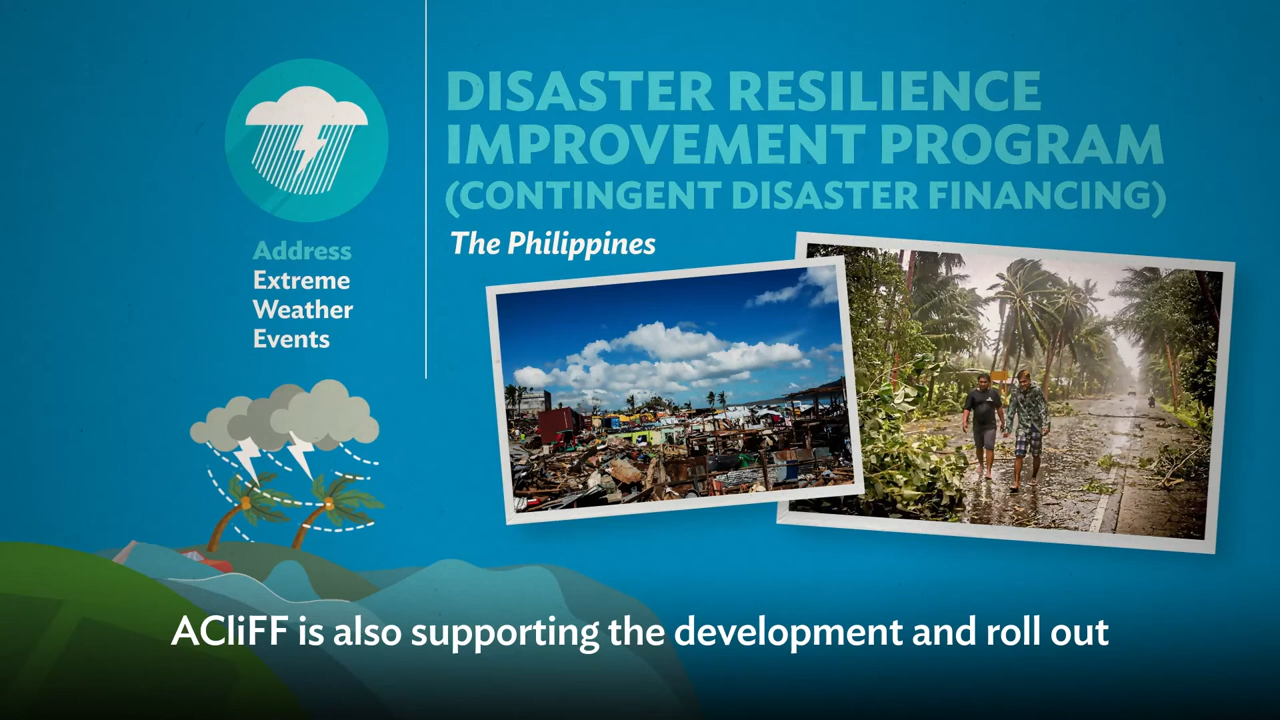 DISASTER RESILIENCE
IMPROVEMENT PROGRAM
(CONTINGENT DISASTER FINANCING)
The Philippines
Address
Extreme
Weather
Events
ACliFF is also supporting the development and roll out